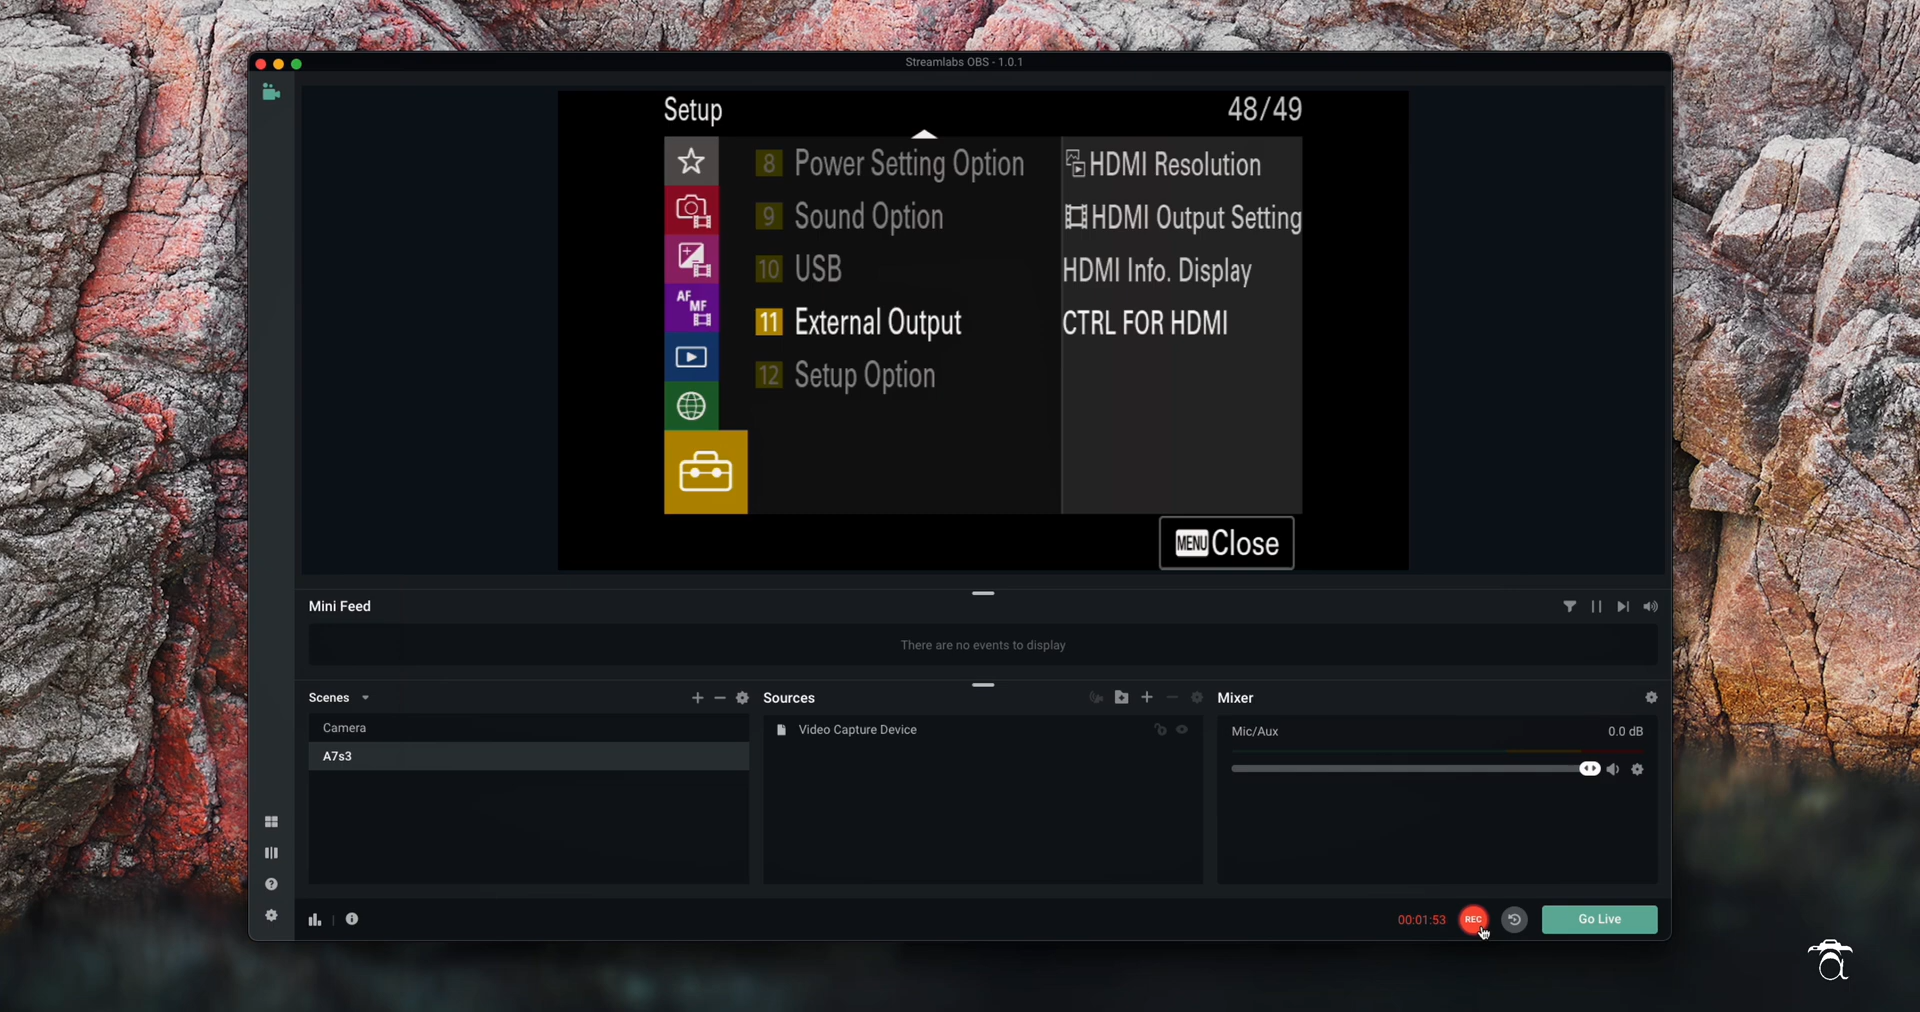 Streamlabs OBS - 1.0.1
Setup
48/49
8 Power Setting Option
9 Sound Option
10 USB
11 External Output
12 Setup Option
AF
MF
HDMI Resolution
HDMI Output Setting
HDMI Info. Display
CTRL FOR HDMI
MENU Close
Mini Feed
There are no events to display
Scenes
Camera
A7s3
Sources
Video Capture Device
Mixer
Mic/Aux
0.0 dB
00:01:53
REC
Go Live